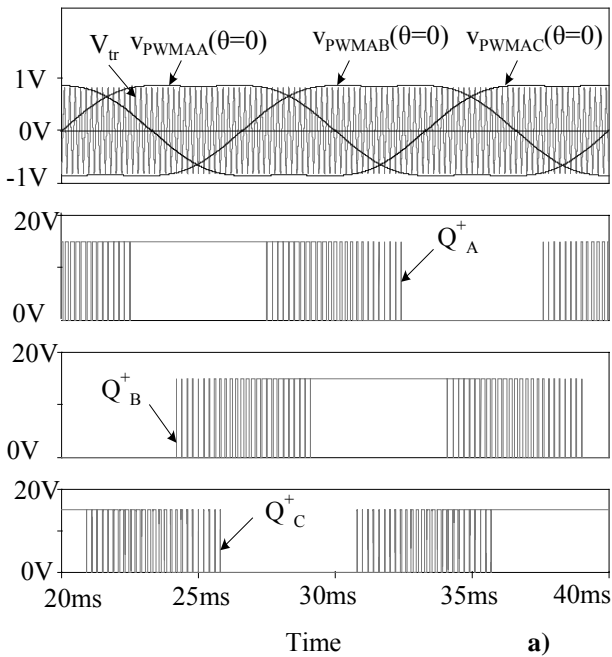 V_tr v_PWMAA(θ=0) v_PWMAB(θ=0) v_PWMAC(θ=0)
1V
0V
-1V
20V
Q^+_A
0V
20V
Q^+_B
0V
20V
Q^+_C
0V
20ms 25ms 30ms 35ms 40ms
Time a)